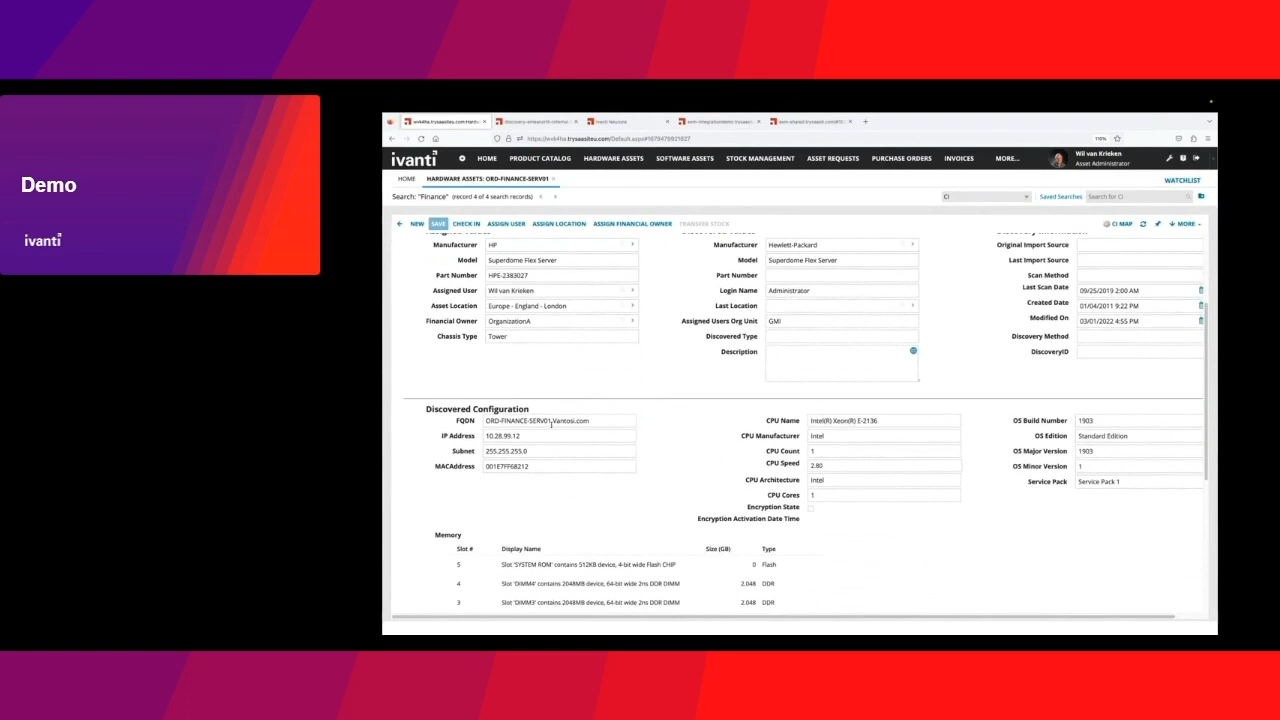 Demo
ivanti
ivanti
HOME
PRODUCT CATALOG
HARDWARE ASSETS
SOFTWARE ASSETS
STOCK MANAGEMENT
ASSET REQUESTS
PURCHASE ORDERS
INVOICES
MORE...
Wil van Krieken
Asset Administrator
HOME
HARDWARE ASSETS: ORD-FINANCE-SERV01
WATCHLIST
Search: "Finance" (record 4 of 4 search records)
CI
Saved Searches
Search for CI
NEW
SAVE
CHECK IN
ASSIGN USER
ASSIGN LOCATION
ASSIGN FINANCIAL OWNER
TRANSFER STOCK
CI MAP
MORE
Manufacturer HP
Model Superdome Flex Server
Part Number HPE-2383027
Assigned User Wil van Krieken
Asset Location Europe - England - London
Financial Owner OrganizationA
Chassis Type Tower
Manufacturer Hewlett-Packard
Model Superdome Flex Server
Part Number
Login Name Administrator
Last Location
Assigned Users Org Unit GMI
Discovered Type
Description
Original Import Source
Last Import Source
Scan Method
Last Scan Date 09/25/2019 2:00 AM
Created Date 01/04/2011 9:22 PM
Modified On 03/01/2022 4:55 PM
Discovery Method
DiscoveryID
Discovered Configuration
FQDN ORD-FINANCE-SERV01.Vantosi.com
IP Address 10.28.99.12
Subnet 255.255.255.0
MACAddress 001E7FF68212
CPU Name Intel(R) Xeon(R) E-2136
CPU Manufacturer Intel
CPU Count 1
CPU Speed 2.80
CPU Architecture Intel
CPU Cores 1
Encryption State
Encryption Activation Date Time
OS Build Number 1903
OS Edition Standard Edition
OS Major Version 1903
OS Minor Version 1
Service Pack Service Pack 1
Memory
Slot # Display Name Size (GB) Type
5 Slot 'SYSTEM ROM' contains 512KB device, 4-bit wide Flash CHIP 0 Flash
4 Slot 'DIMM4' contains 2048MB device, 64-bit wide 2ns DDR DIMM 2.048 DDR
3 Slot 'DIMM3' contains 2048MB device, 64-bit wide 2ns DDR DIMM 2.048 DDR